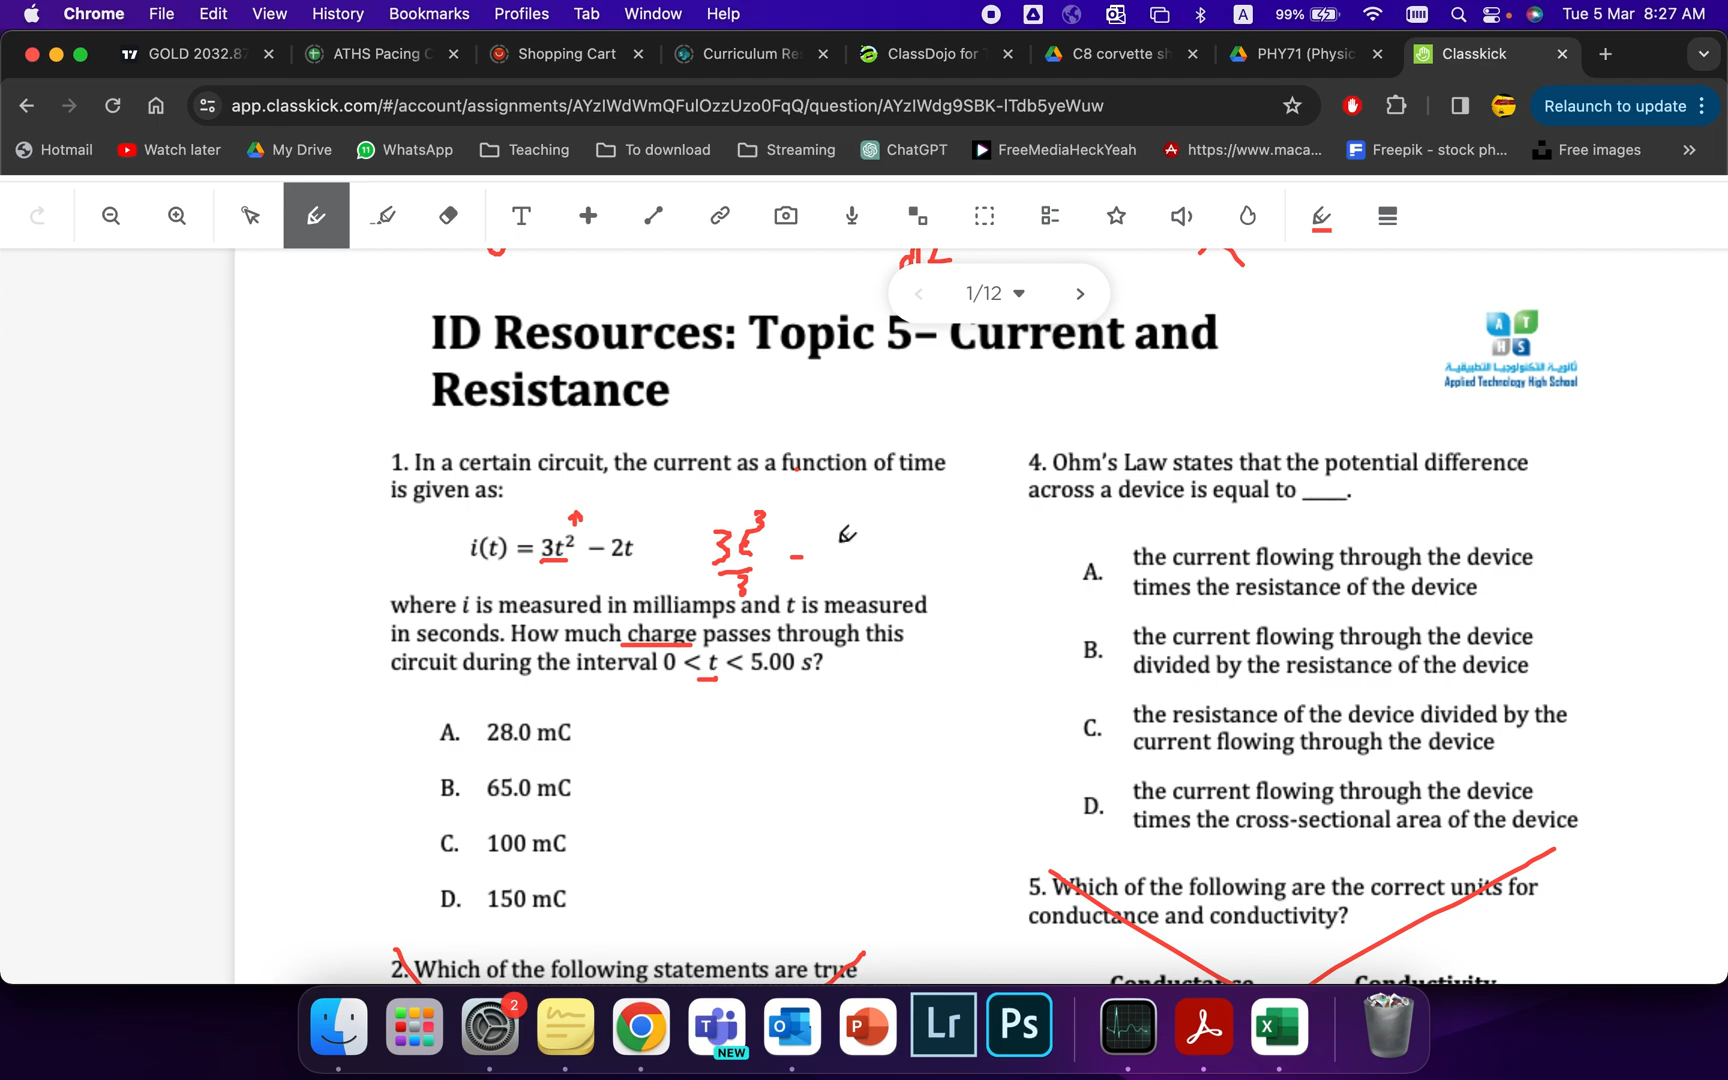 Chrome File Edit View History Bookmarks Profiles Tab Window Help A 99% Tue 5 Mar 8:27 AM
GOLD 2032.87 ATHS Pacing C Shopping Cart Curriculum Re ClassDojo for T C8 corvette sh PHY71 (Physic Classkick
app.classkick.com/#/account/assignments/AYzIWdWmQFulOzzUzo0FqQ/question/AYzIWdg9SBK-ITdb5yeWuw Relaunch to update
Hotmail Watch later My Drive WhatsApp Teaching To download Streaming ChatGPT FreeMediaHeckYeah https://www.maca... Freepik - stock ph... Free images
1/12
ID Resources: Topic 5– Current and
Resistance
A T
H S
ثانوية التكنولوجيا التطبيقية
Applied Technology High School
1. In a certain circuit, the current as a function of time
is given as:
i(t) = 3t² − 2t
3t³ -
3
where i is measured in milliamps and t is measured
in seconds. How much charge passes through this
circuit during the interval 0 < t < 5.00 s?
A. 28.0 mC
B. 65.0 mC
C. 100 mC
D. 150 mC
2. Which of the following statements are true
4. Ohm's Law states that the potential difference
across a device is equal to ____.
A. the current flowing through the device
times the resistance of the device
B. the current flowing through the device
divided by the resistance of the device
C. the resistance of the device divided by the
current flowing through the device
D. the current flowing through the device
times the cross-sectional area of the device
5. Which of the following are the correct units for
conductance and conductivity?
Conductance Conductivity
2 NEW Lr Ps